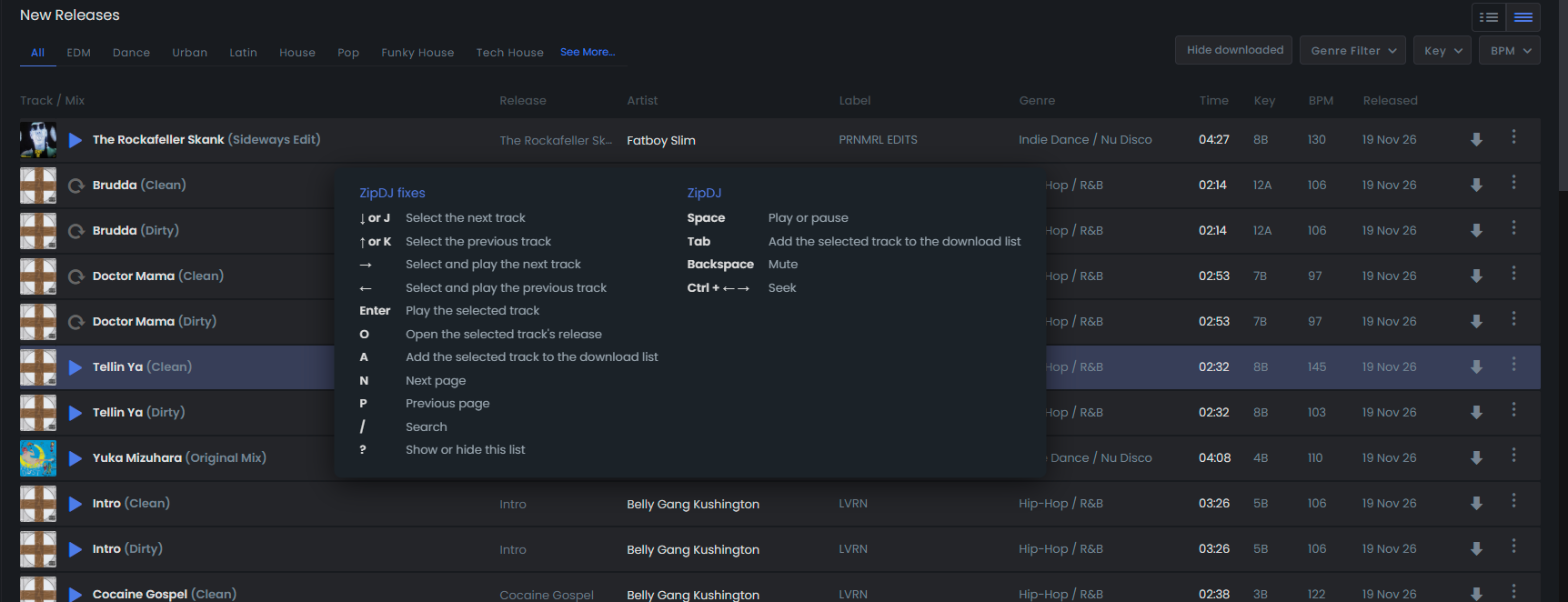 New Releases
All EDM Dance Urban Latin House Pop Funky House Tech House See More...
Hide downloaded Genre Filter Key BPM
Track / Mix Release Artist Label Genre Time Key BPM Released
The Rockafeller Skank (Sideways Edit) The Rockafeller Sk... Fatboy Slim PRNMRL EDITS Indie Dance / Nu Disco 04:27 8B 130 19 Nov 26
Brudda (Clean) Hop / R&B 02:14 12A 106 19 Nov 26
Brudda (Dirty) Hop / R&B 02:14 12A 106 19 Nov 26
Doctor Mama (Clean) Hop / R&B 02:53 7B 97 19 Nov 26
Doctor Mama (Dirty) Hop / R&B 02:53 7B 97 19 Nov 26
Tellin Ya (Clean) Hop / R&B 02:32 8B 145 19 Nov 26
Tellin Ya (Dirty) Hop / R&B 02:32 8B 103 19 Nov 26
Yuka Mizuhara (Original Mix) Dance / Nu Disco 04:08 4B 110 19 Nov 26
Intro (Clean) Intro Belly Gang Kushington LVRN Hip-Hop / R&B 03:26 5B 106 19 Nov 26
Intro (Dirty) Intro Belly Gang Kushington LVRN Hip-Hop / R&B 03:26 5B 106 19 Nov 26
Cocaine Gospel (Clean) Cocaine Gospel Belly Gang Kushington LVRN Hip-Hop / R&B 02:38 3B 122 19 Nov 26
ZipDJ fixes
↓ or J Select the next track
↑ or K Select the previous track
→ Select and play the next track
← Select and play the previous track
Enter Play the selected track
O Open the selected track's release
A Add the selected track to the download list
N Next page
P Previous page
/ Search
? Show or hide this list
ZipDJ
Space Play or pause
Tab Add the selected track to the download list
Backspace Mute
Ctrl + ← → Seek